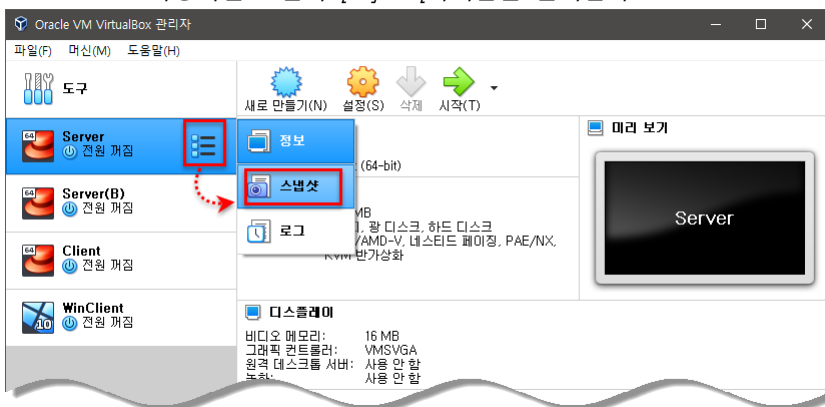 Oracle VM VirtualBox 관리자
파일(F) 머신(M) 도움말(H)
도구
새로 만들기(N) 설정(S) 삭제 시작(T)
Server
전원 꺼짐
Server(B)
전원 꺼짐
Client
전원 꺼짐
WinClient
전원 꺼짐
정보
스냅샷
로그
(64-bit)
MB
광 디스크, 하드 디스크
/AMD-V, 네스티드 페이징, PAE/NX,
KVM 반가상화
미리 보기
Server
디스플레이
비디오 메모리: 16 MB
그래픽 컨트롤러: VMSVGA
원격 데스크톱 서버: 사용 안 함
사용 안 함